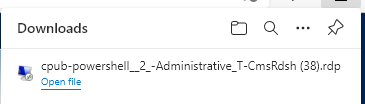 Downloads
cpub-powershell__2_-Administrative_T-CmsRdsh (38).rdp
Open file